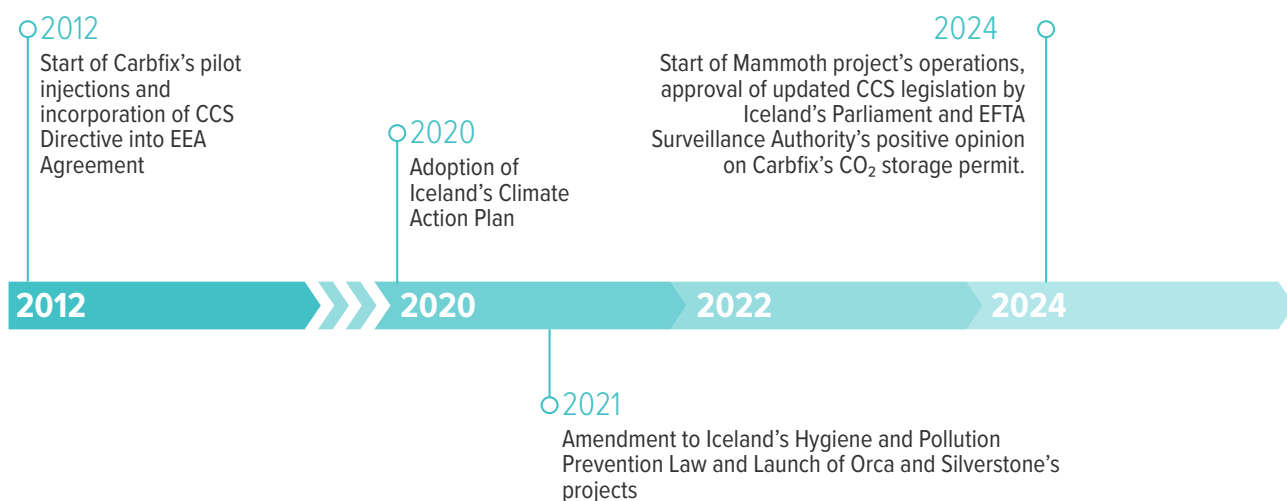 2012
Start of Carbfix’s pilot
injections and
incorporation of CCS
Directive into EEA
Agreement
2020
Adoption of
Iceland’s Climate
Action Plan
2024
Start of Mammoth project’s operations,
approval of updated CCS legislation by
Iceland’s Parliament and EFTA
Surveillance Authority’s positive opinion
on Carbfix’s CO₂ storage permit.
2012
2020
2022
2024
2021
Amendment to Iceland’s Hygiene and Pollution
Prevention Law and Launch of Orca and Silverstone’s
projects